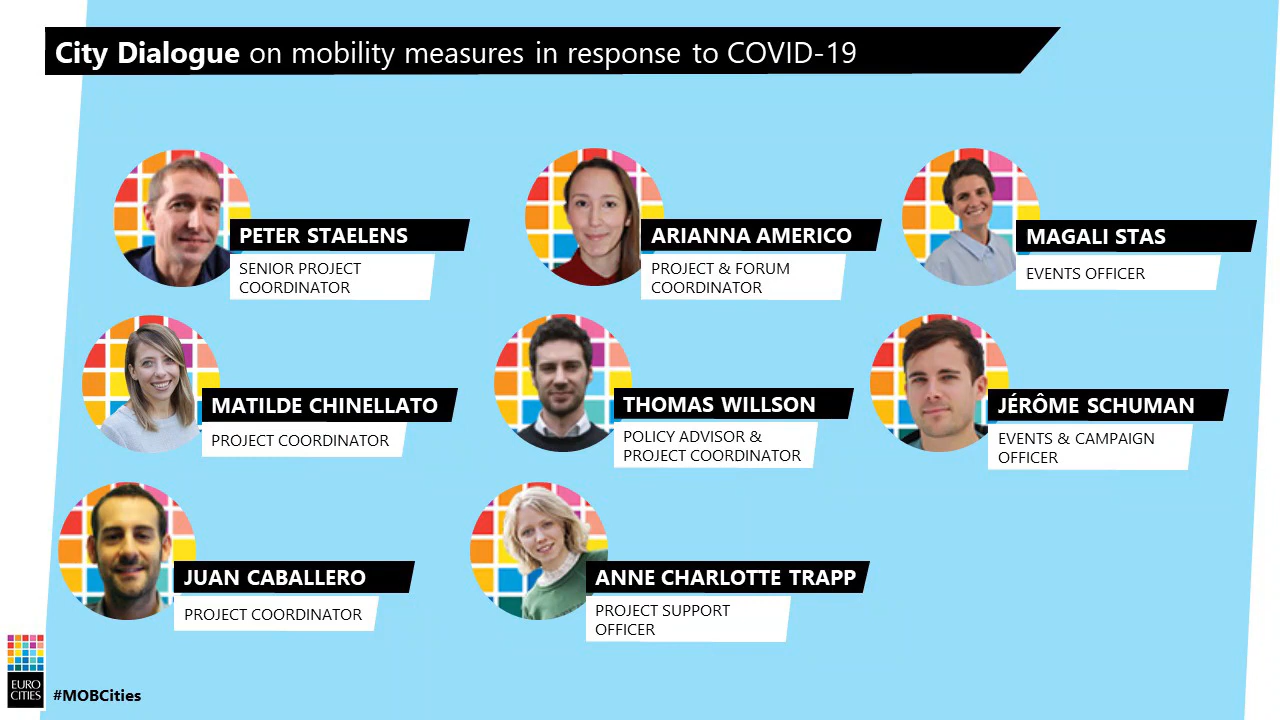 City Dialogue on mobility measures in response to COVID-19
PETER STAELENS
SENIOR PROJECT
COORDINATOR
ARIANNA AMERICO
PROJECT & FORUM
COORDINATOR
MAGALI STAS
EVENTS OFFICER
MATILDE CHINELLATO
PROJECT COORDINATOR
THOMAS WILLSON
POLICY ADVISOR &
PROJECT COORDINATOR
JÉRÔME SCHUMAN
EVENTS & CAMPAIGN
OFFICER
JUAN CABALLERO
PROJECT COORDINATOR
ANNE CHARLOTTE TRAPP
PROJECT SUPPORT
OFFICER
EURO
CITIES
#MOBCities